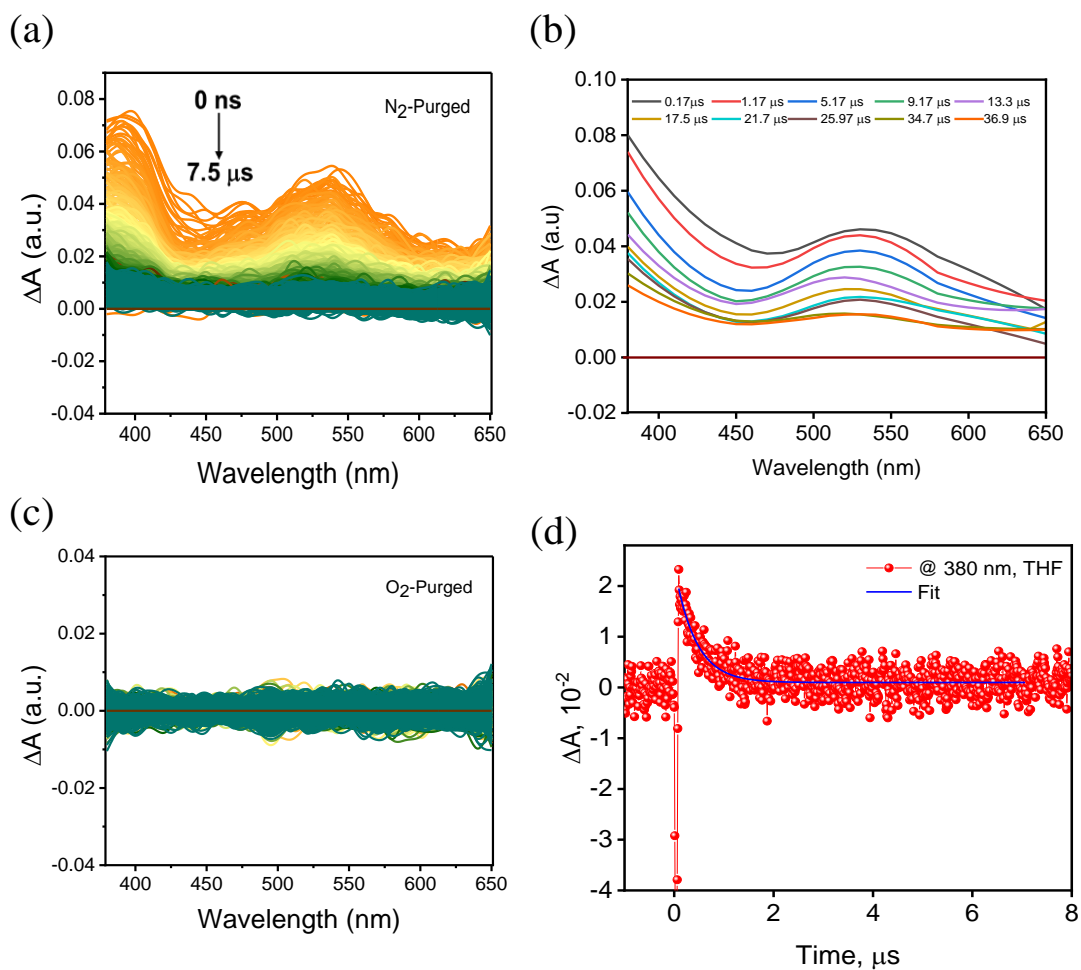 (a)
0.08
0.06
0.04
0.02
0.00
-0.02
-0.04
ΔA (a.u.)
0 ns
7.5 μs
N2-Purged
400 450 500 550 600 650
Wavelength (nm)
(b)
0.10
0.08
0.06
0.04
0.02
0.00
-0.02
ΔA (a.u)
0.17μs 1.17 μs 5.17 μs 9.17 μs 13.3 μs
17.5 μs 21.7 μs 25.97 μs 34.7 μs 36.9 μs
400 450 500 550 600 650
Wavelength (nm)
(c)
0.04
0.02
0.00
-0.02
-0.04
ΔA (a.u.)
O2-Purged
400 450 500 550 600 650
Wavelength (nm)
(d)
2
1
0
-1
-2
-3
-4
ΔA, 10-2
@ 380 nm, THF
Fit
0 2 4 6 8
Time, μs